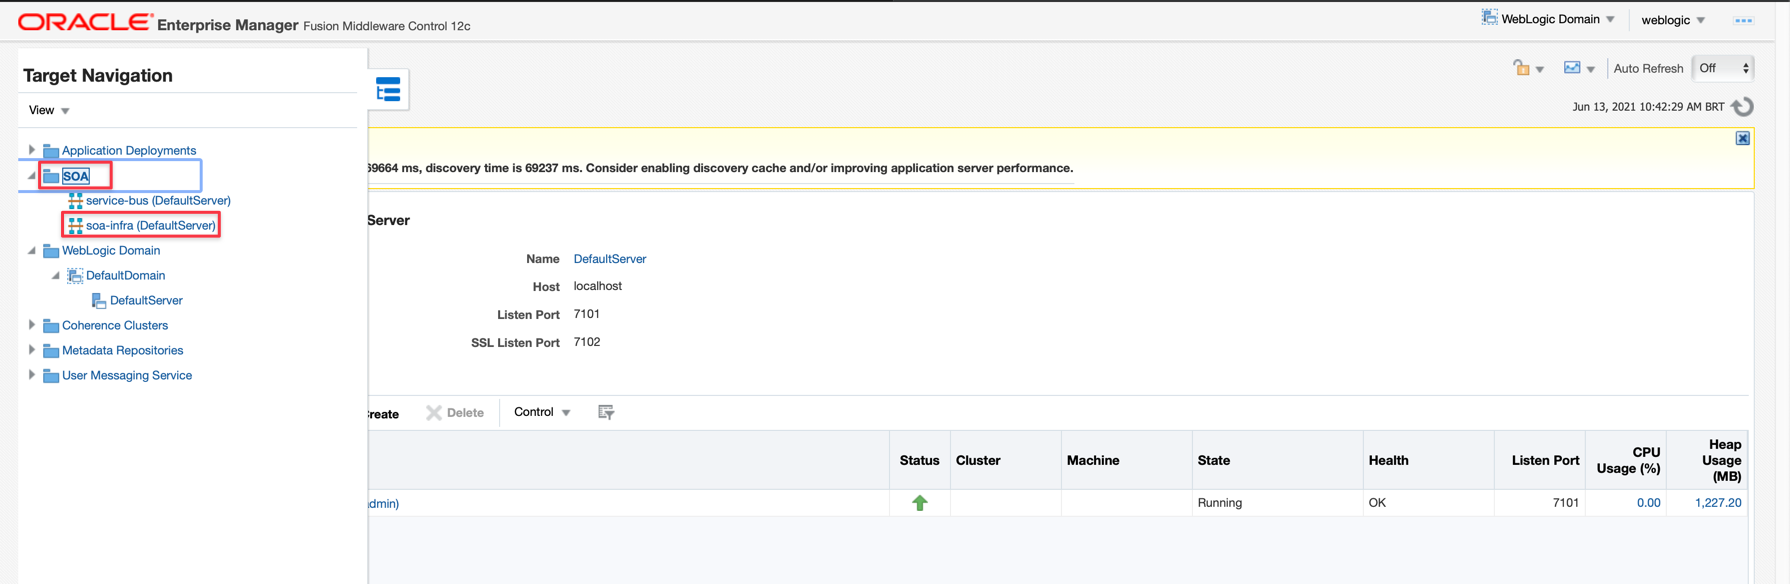 ORACLE Enterprise Manager Fusion Middleware Control 12c
WebLogic Domain
weblogic
Target Navigation
View
Application Deployments
SOA
service-bus (DefaultServer)
soa-infra (DefaultServer)
WebLogic Domain
DefaultDomain
DefaultServer
Coherence Clusters
Metadata Repositories
User Messaging Service
Auto Refresh Off
Jun 13, 2021 10:42:29 AM BRT
69664 ms, discovery time is 69237 ms. Consider enabling discovery cache and/or improving application server performance.
Server
Name DefaultServer
Host localhost
Listen Port 7101
SSL Listen Port 7102
Create Delete Control
Status Cluster Machine State Health Listen Port CPU Usage (%) Heap Usage (MB)
dmin) Running OK 7101 0.00 1,227.20